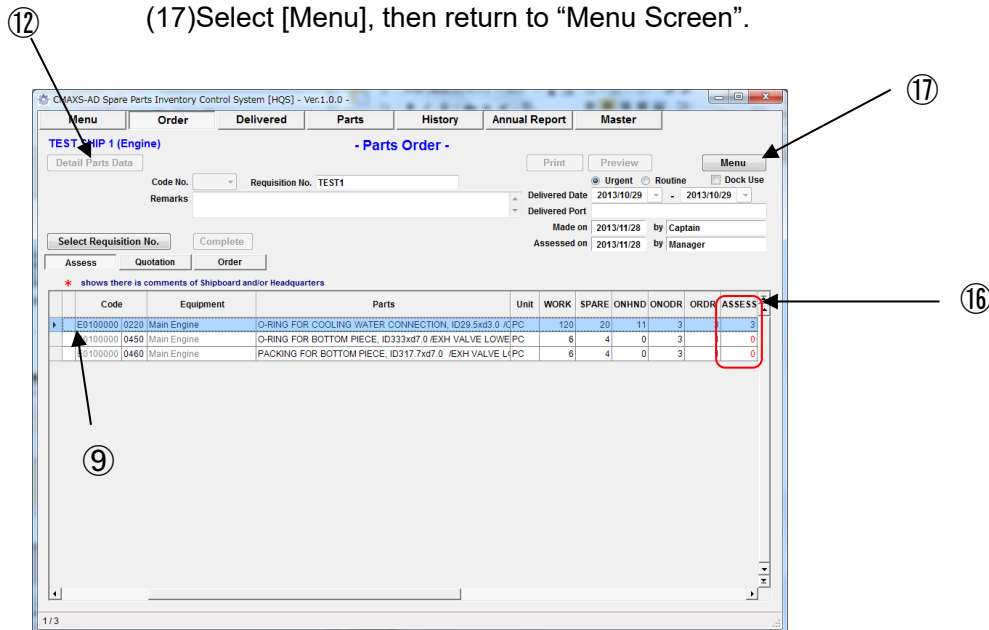 (17)Select [Menu], then return to “Menu Screen”.
⑫
⑰
CMAXS-AD Spare Parts Inventory Control System [HQS] - Ver.1.0.0 -
Menu Order Delivered Parts History Annual Report Master
TEST SHIP 1 (Engine) - Parts Order -
Detail Parts Data Print Preview Menu
Code No. Requisition No. TEST1 Urgent Routine Dock Use
Remarks Delivered Date 2013/10/29 - 2013/10/29
Delivered Port
Made on 2013/11/28 by Captain
Select Requisition No. Complete Assessed on 2013/11/28 by Manager
Assess Quotation Order
* shows there is comments of Shipboard and/or Headquarters
⑯
Code Equipment Parts Unit WORK SPARE ONHND ONODR ORDR ASSESS
E0100000 0220 Main Engine O-RING FOR COOLING WATER CONNECTION, ID29.5xd3.0 /C PC 120 20 11 3 3 3
E0100000 0450 Main Engine O-RING FOR BOTTOM PIECE, ID333xd7.0 /EXH VALVE LOWE PC 6 4 0 3 0
E0100000 0460 Main Engine PACKING FOR BOTTOM PIECE, ID317.7xd7.0 /EXH VALVE L( PC 6 4 0 3 0
⑨
1 / 3